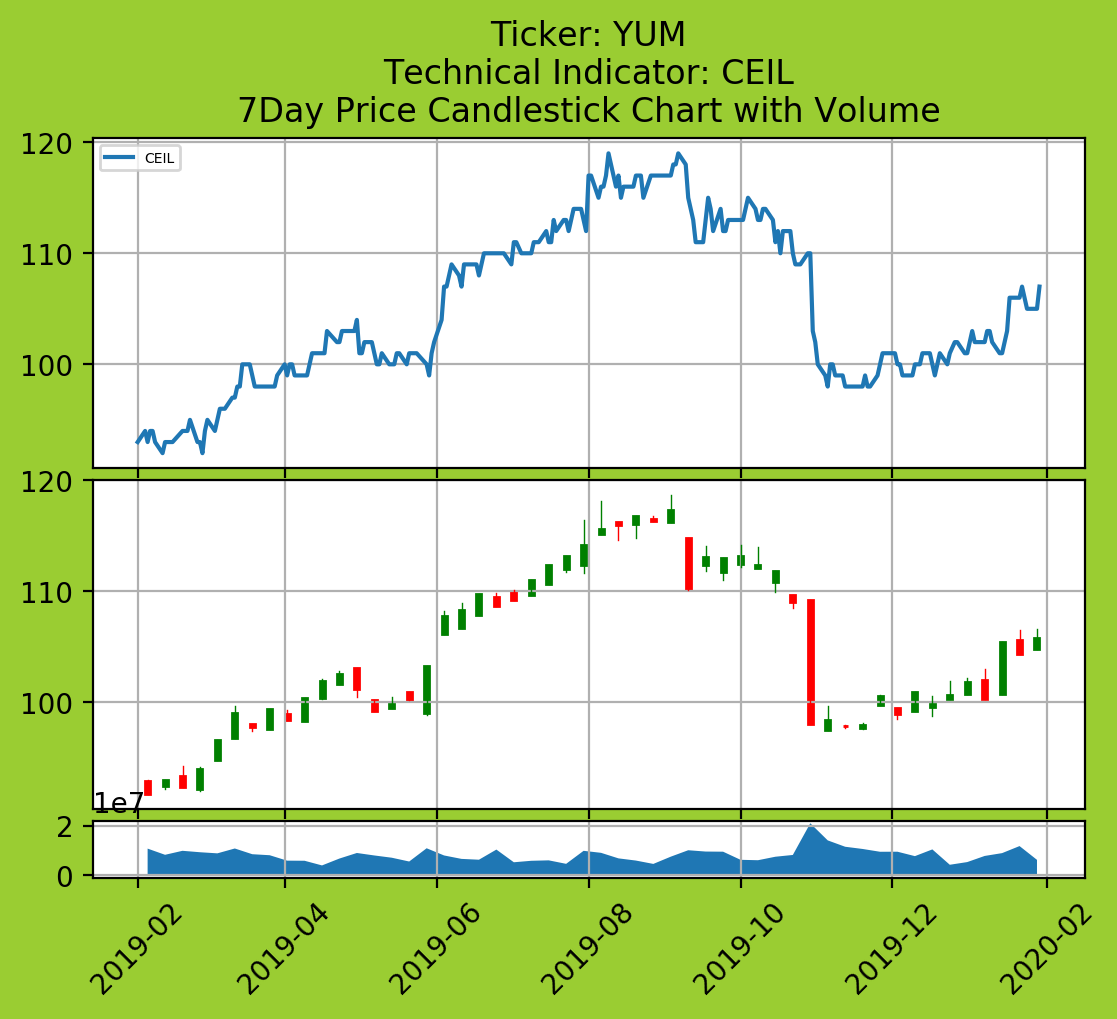 Ticker: YUM
Technical Indicator: CEIL
7Day Price Candlestick Chart with Volume
120
CEIL
110
100
120
110
100
1e7
2
0
2019-02 2019-04 2019-06 2019-08 2019-10 2019-12 2020-02